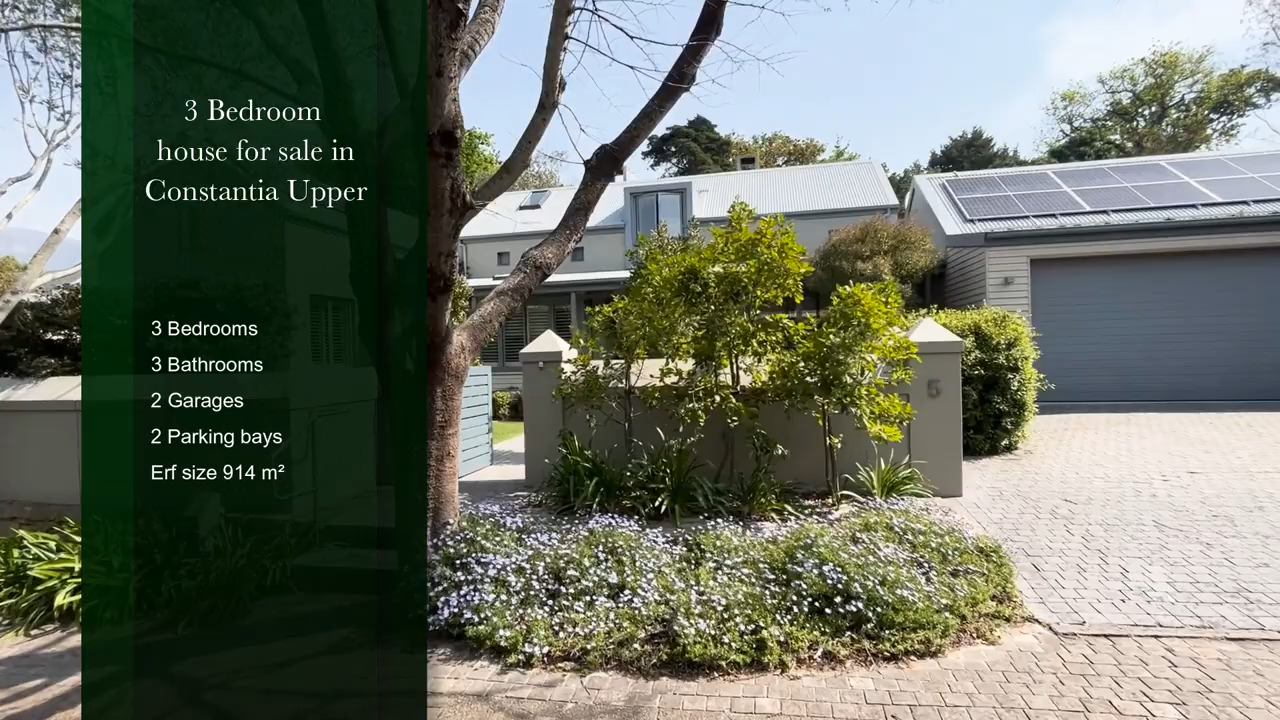 3 Bedroom
house for sale in
Constantia Upper
3 Bedrooms
3 Bathrooms
2 Garages
2 Parking bays
Erf size 914 m²
5